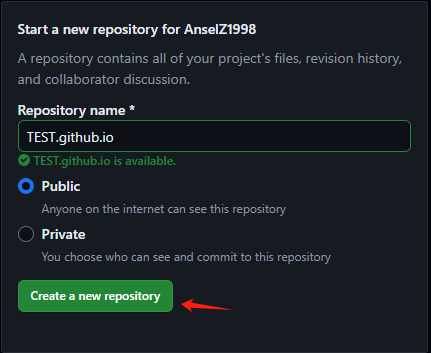 Start a new repository for AnselZ1998
A repository contains all of your project's files, revision history,
and collaborator discussion.
Repository name *
TEST.github.io
TEST.github.io is available.
Public
Anyone on the internet can see this repository
Private
You choose who can see and commit to this repository
Create a new repository